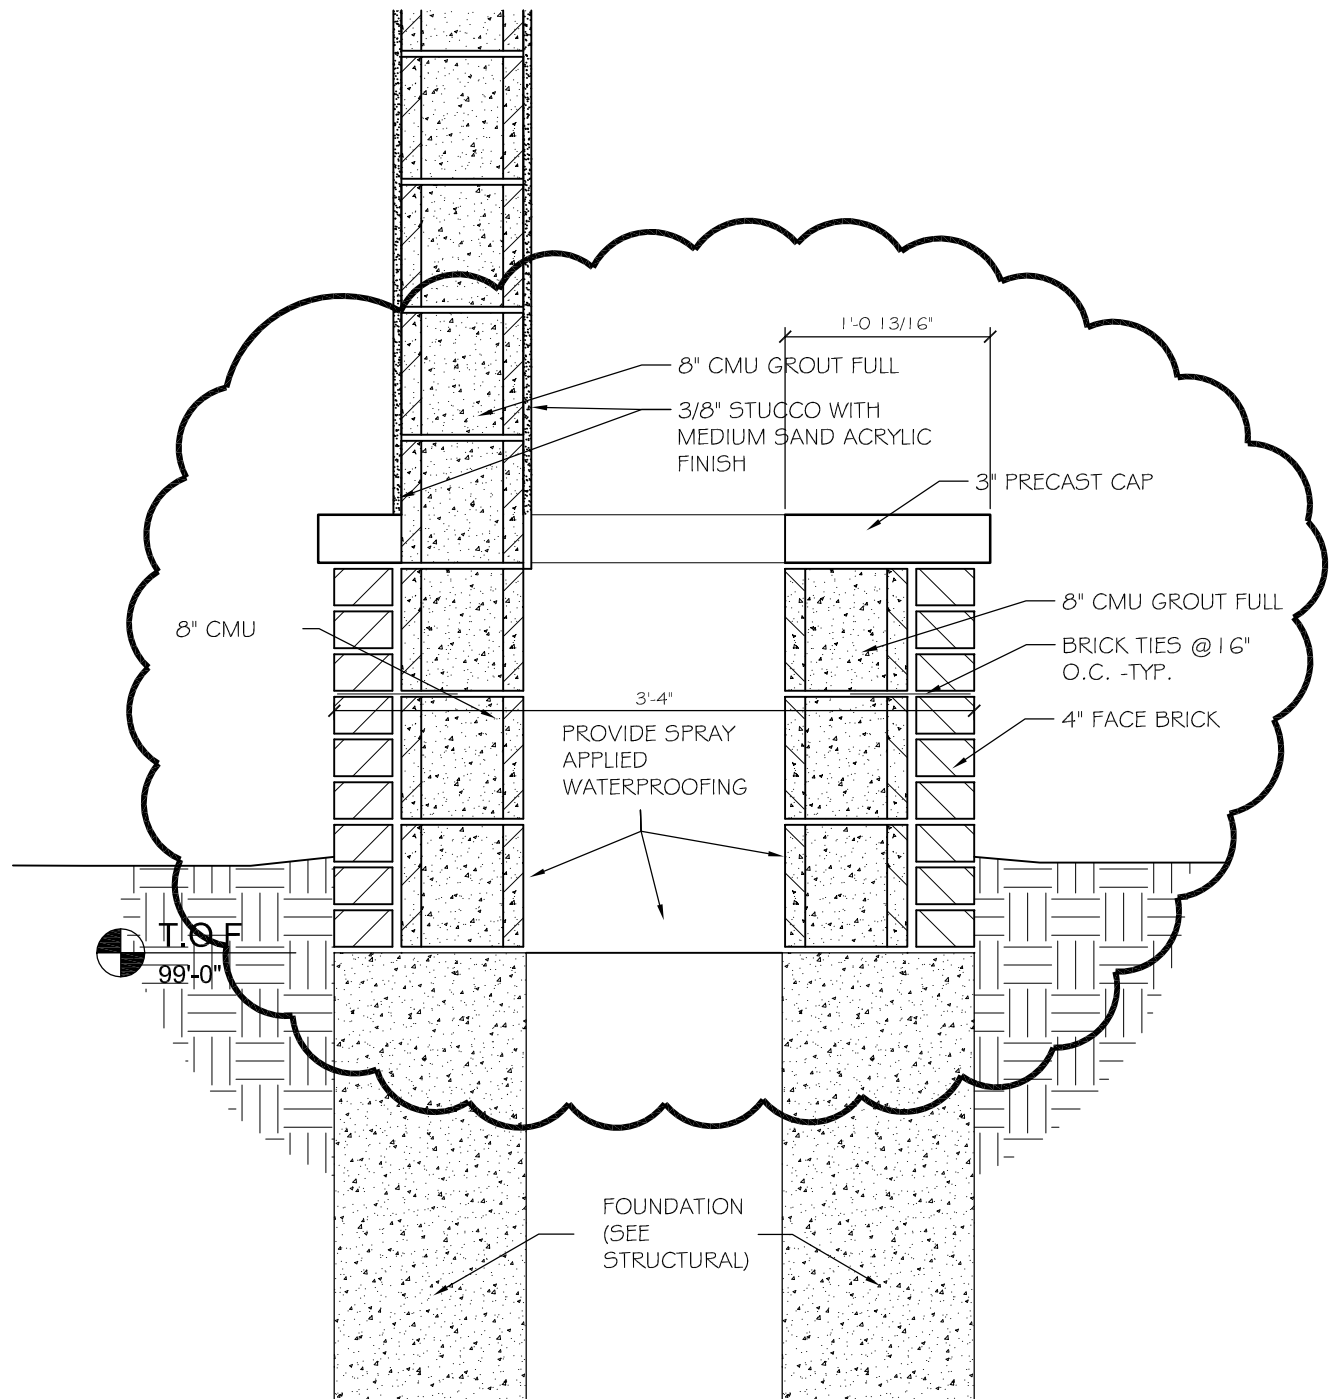 1'-0 13/16"
8" CMU GROUT FULL
3/8" STUCCO WITH
MEDIUM SAND ACRYLIC
FINISH
3" PRECAST CAP
8" CMU GROUT FULL
8" CMU
BRICK TIES @16"
O.C. -TYP.
3'-4"
4" FACE BRICK
PROVIDE SPRAY
APPLIED
WATERPROOFING
T.O.F
99'-0"
FOUNDATION
(SEE
STRUCTURAL)